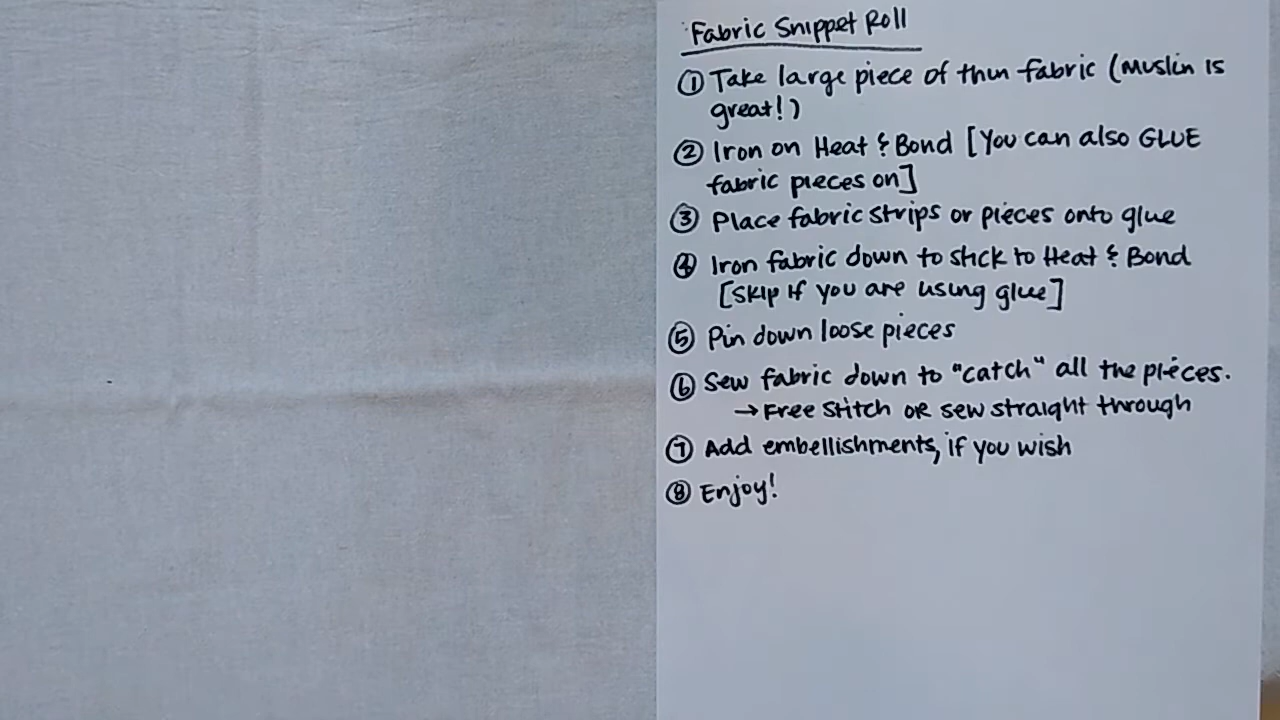 Fabric Snippet Roll
① Take large piece of thin fabric (Muslin is
great!)
② Iron on Heat & Bond [You can also GLUE
fabric pieces on]
③ Place fabric strips or pieces onto glue
④ Iron fabric down to stick to Heat & Bond
[Skip if you are using glue]
⑤ Pin down loose pieces
⑥ Sew fabric down to "catch" all the pieces.
→ Free stitch OR sew straight through
⑦ Add embellishments, if you wish
⑧ Enjoy!